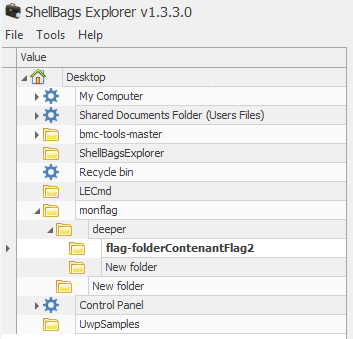 ShellBags Explorer v1.3.3.0
File Tools Help
Value
Desktop
My Computer
Shared Documents Folder (Users Files)
bmc-tools-master
ShellBagsExplorer
Recycle bin
LECmd
monflag
deeper
flag-folderContenantFlag2
New folder
New folder
Control Panel
UwpSamples